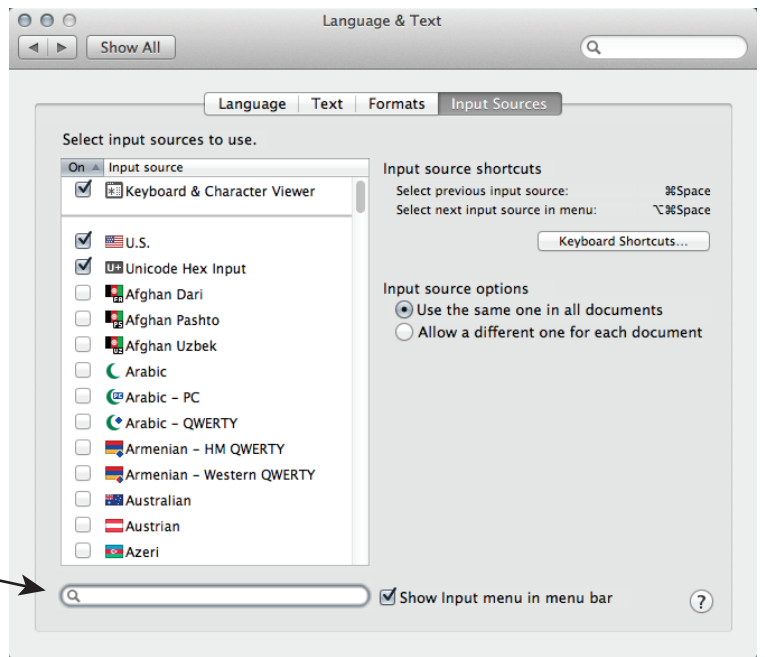 Language & Text
Show All
Language Text Formats Input Sources
Select input sources to use.
On Input source
Keyboard & Character Viewer
U.S.
U+ Unicode Hex Input
FA Afghan Dari
PS Afghan Pashto
UZ Afghan Uzbek
Arabic
PC Arabic – PC
Arabic – QWERTY
Armenian – HM QWERTY
Armenian – Western QWERTY
Australian
Austrian
Azeri
Input source shortcuts
Select previous input source: ⌘Space
Select next input source in menu: ⌥⌘Space
Keyboard Shortcuts...
Input source options
Use the same one in all documents
Allow a different one for each document
Show Input menu in menu bar
?